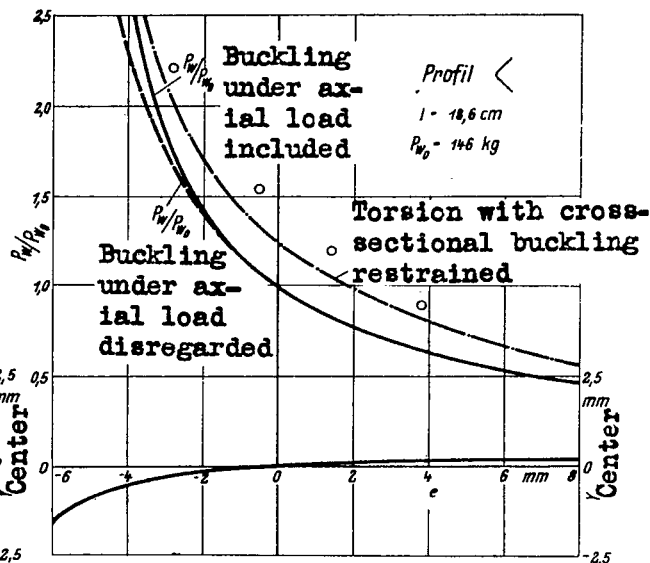 2,5
2,0
1,5
1,0
0,5
0
P_W/P_W₀
P_W/P_W₀
Buckling
under ax-
ial load
included
Profil <
l = 18,6 cm
P_W₀ = 146 kg
P_W/P_W₀
Torsion with cross-
sectional buckling
restrained
Buckling
under ax-
ial load
disregarded
2,5
mm
Y Center
-2,5
2,5
mm
0
Y Center
-2,5
-6
-4
-2
0
2
4
6
mm
8
e